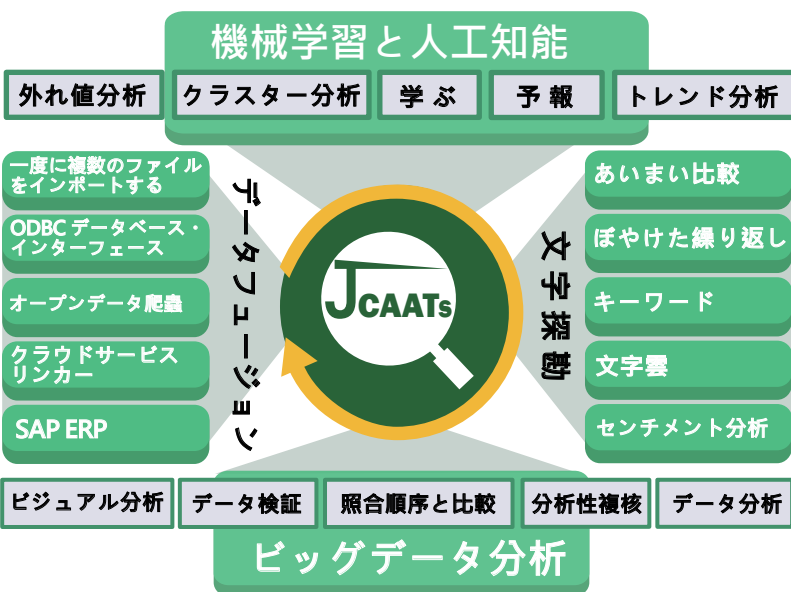 機械学習と人工知能
外れ値分析
クラスター分析
学ぶ
予報
トレンド分析
一度に複数のファイル
をインポートする
ODBC データベース・
インターフェース
オープンデータ爬蟲
クラウドサービス
リンカー
SAP ERP
データフュージョン
JCAATs
文字探勘
あいまい比較
ぼやけた繰り返し
キーワード
文字雲
センチメント分析
ビジュアル分析
データ検証
照合順序と比較
分析性複核
データ分析
ビッグデータ分析